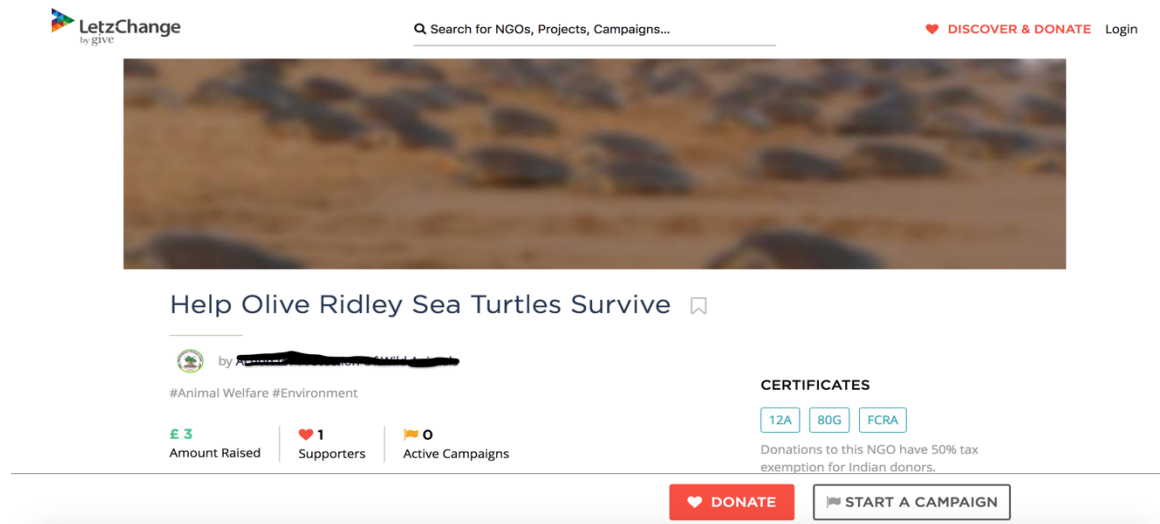 LetzChange
by give
Search for NGOs, Projects, Campaigns...
DISCOVER & DONATE
Login
Help Olive Ridley Sea Turtles Survive
by
#Animal Welfare #Environment
£ 3
Amount Raised
1
Supporters
0
Active Campaigns
CERTIFICATES
12A 80G FCRA
Donations to this NGO have 50% tax
exemption for Indian donors.
DONATE
START A CAMPAIGN